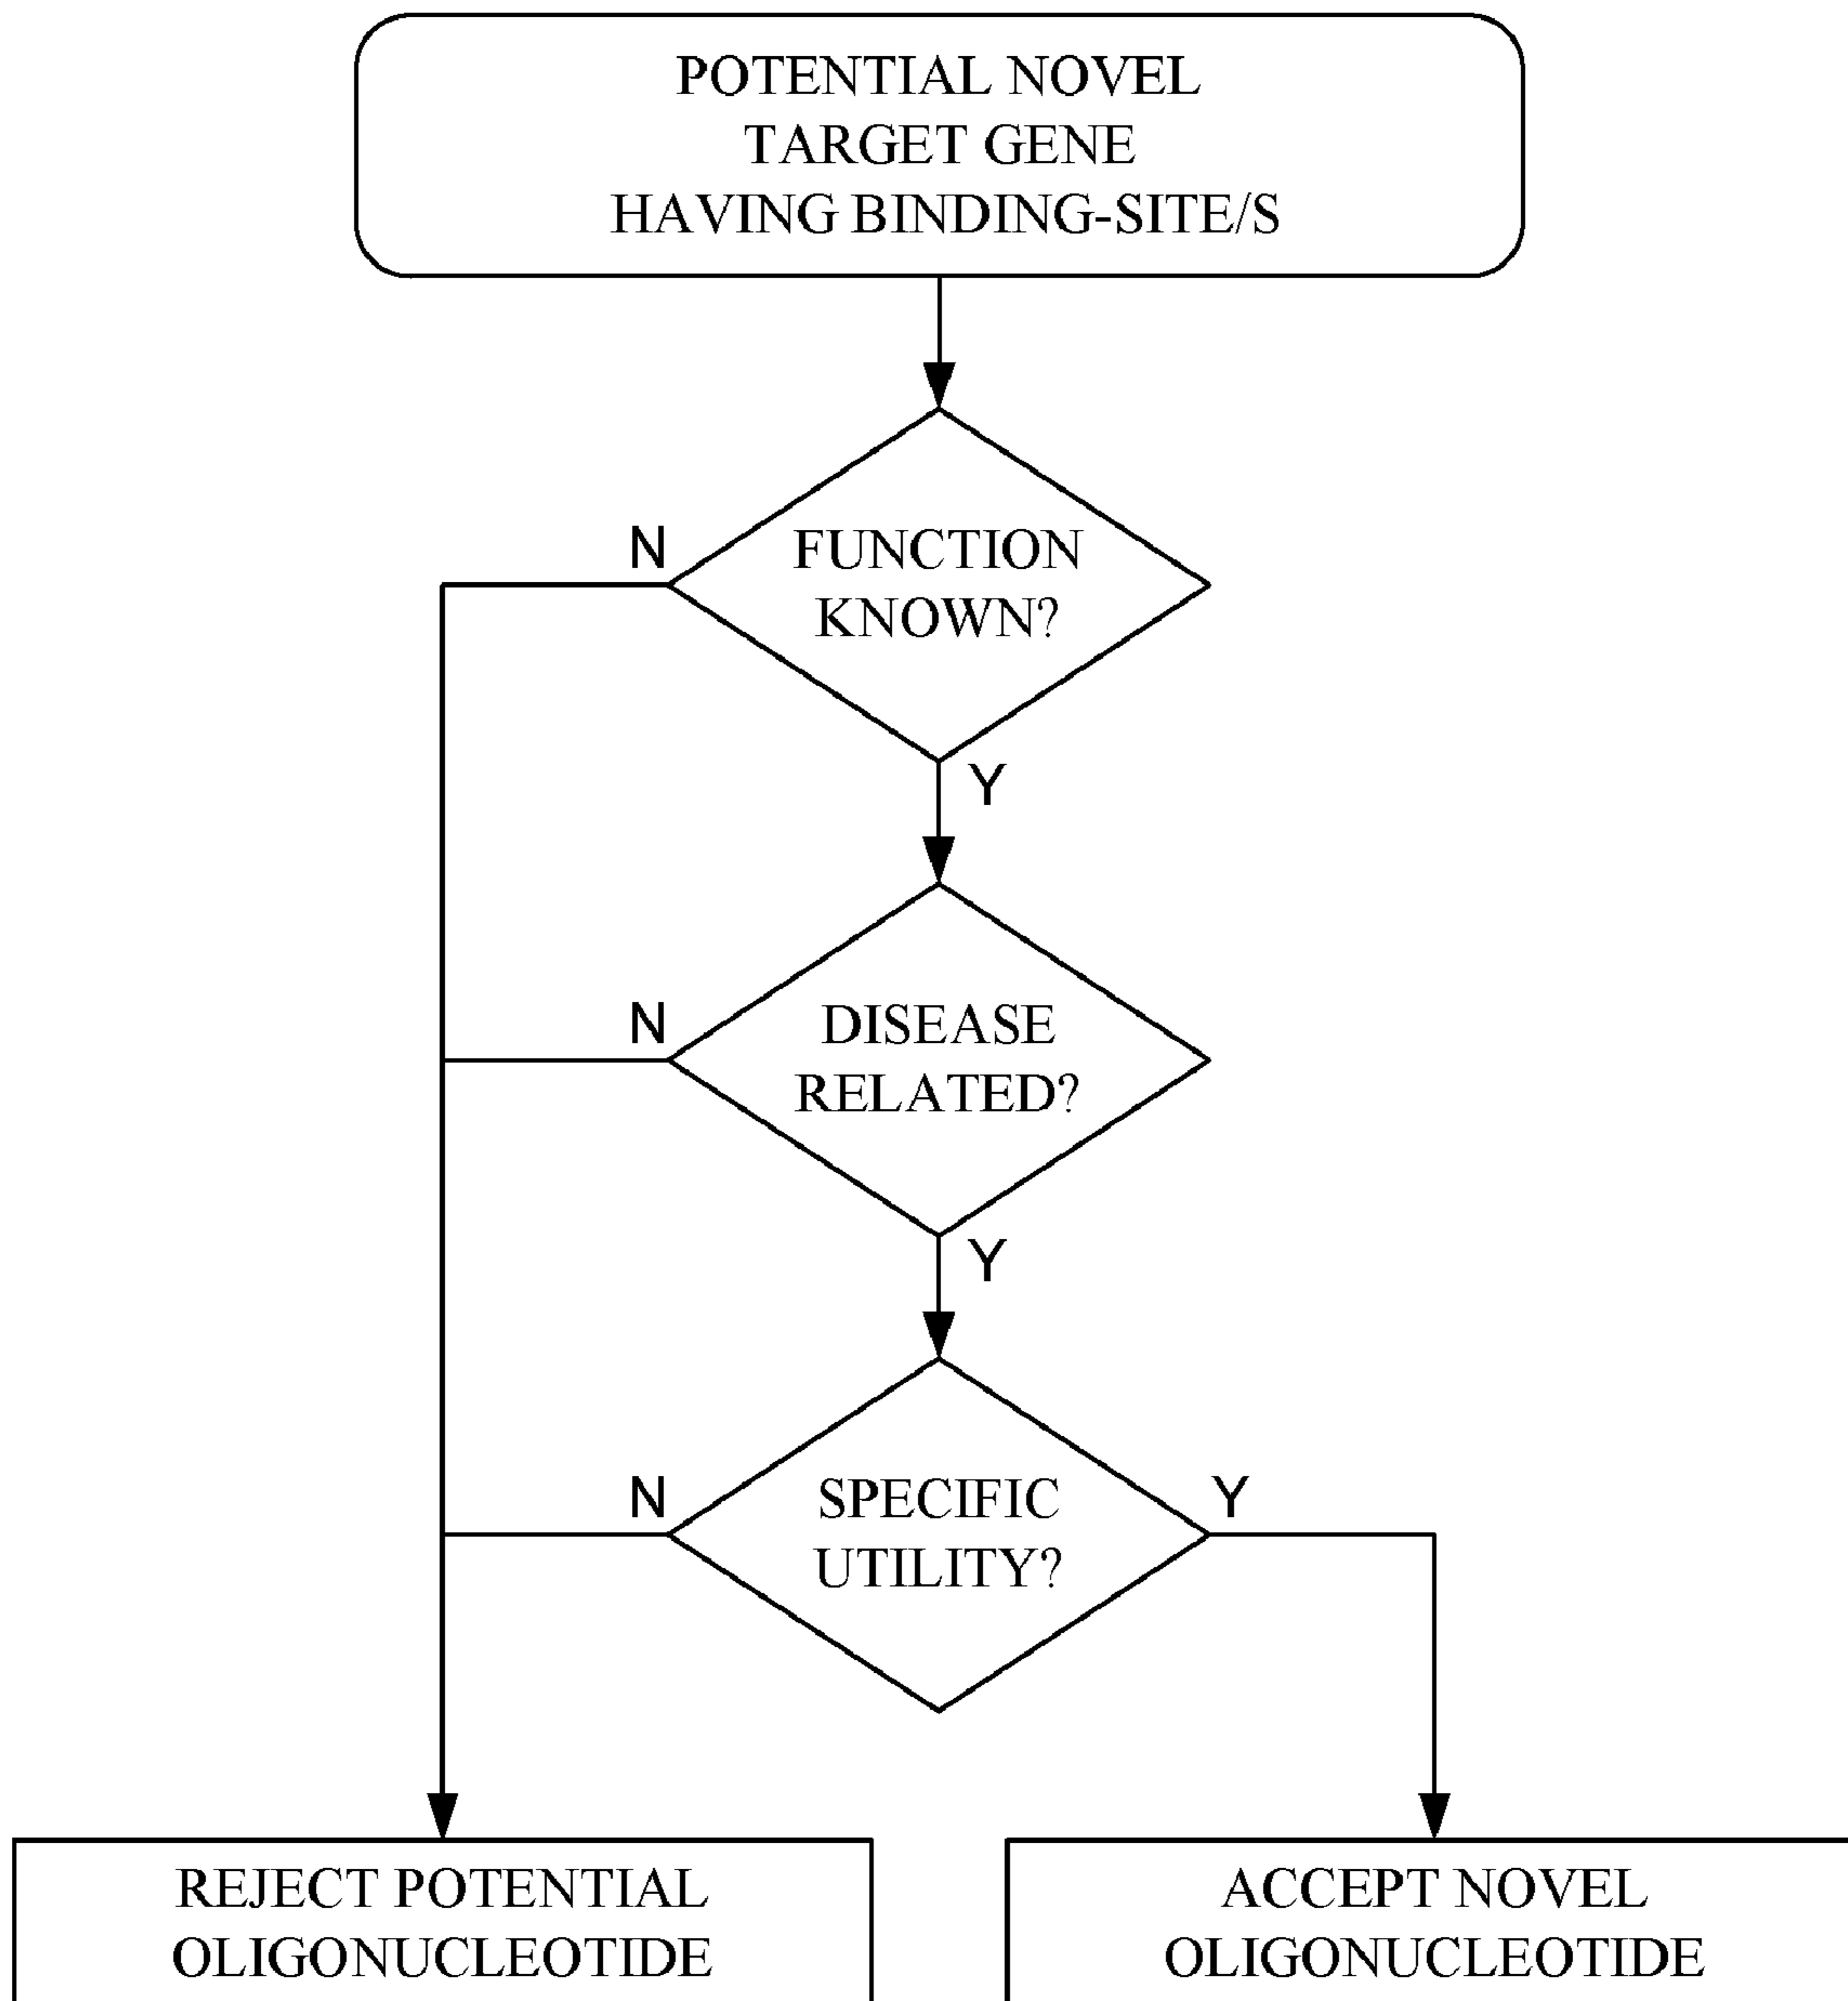 POTENTIAL NOVEL
TARGET GENE
HAVING BINDING-SITE/S
N
FUNCTION
KNOWN?
Y
N
DISEASE
RELATED?
Y
N
SPECIFIC
UTILITY?
Y
REJECT POTENTIAL
OLIGONUCLEOTIDE
ACCEPT NOVEL
OLIGONUCLEOTIDE